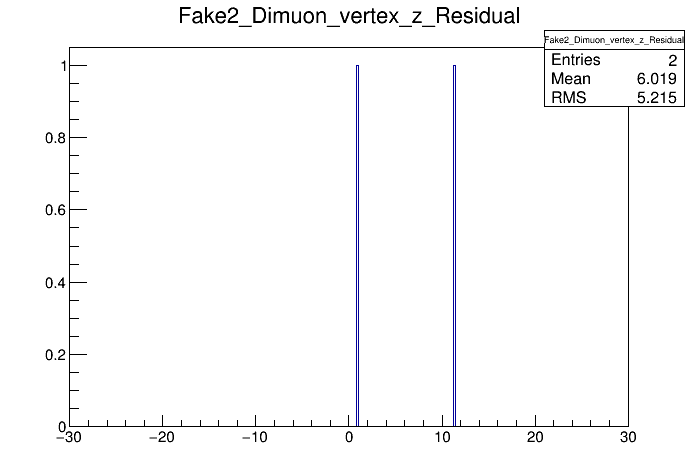 Fake2_Dimuon_vertex_z_Residual
Fake2_Dimuon_vertex_z_Residual
Entries 2
Mean 6.019
RMS 5.215
1
0.8
0.6
0.4
0.2
0
−30 −20 −10 0 10 20 30